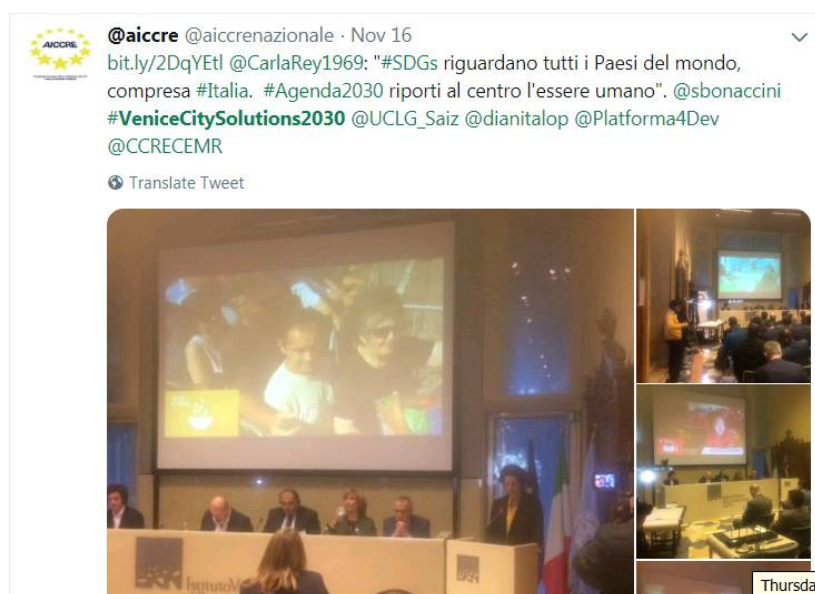 AICCRE
@aiccre @aiccrenazionale · Nov 16
bit.ly/2DqYEtl @CarlaRey1969: "#SDGs riguardano tutti i Paesi del mondo,
compresa #Italia. #Agenda2030 riporti al centro l'essere umano". @sbonaccini
#VeniceCitySolutions2030 @UCLG_Saiz @dianitalop @Platforma4Dev
@CCRECEMR
Translate Tweet
IstitutoV
Thursda